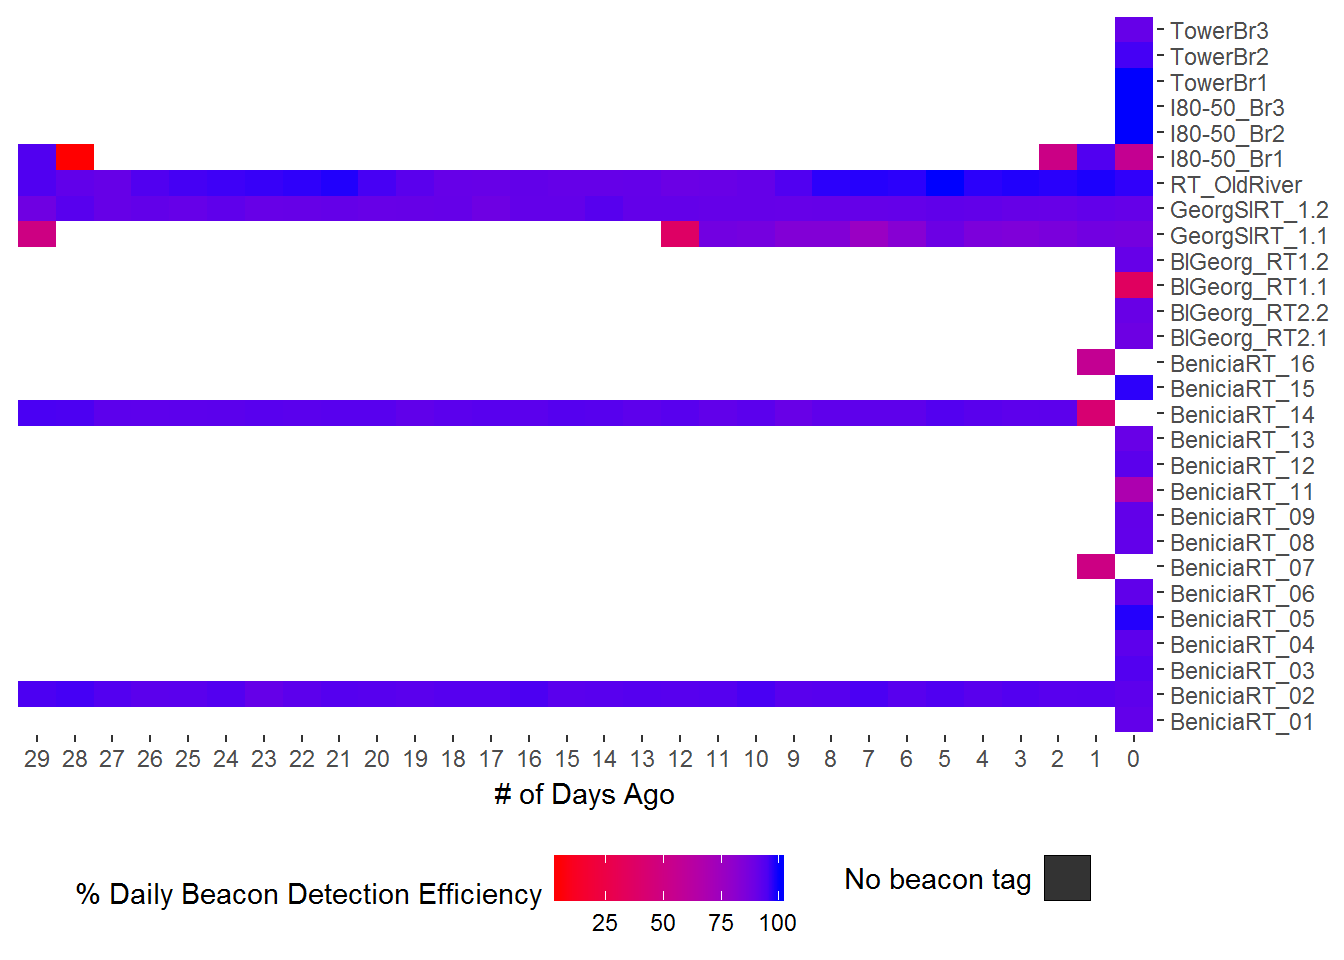 TowerBr3
TowerBr2
TowerBr1
I80-50_Br3
I80-50_Br2
I80-50_Br1
RT_OldRiver
GeorgSlRT_1.2
GeorgSlRT_1.1
BlGeorg_RT1.2
BlGeorg_RT1.1
BlGeorg_RT2.2
BlGeorg_RT2.1
BeniciaRT_16
BeniciaRT_15
BeniciaRT_14
BeniciaRT_13
BeniciaRT_12
BeniciaRT_11
BeniciaRT_09
BeniciaRT_08
BeniciaRT_07
BeniciaRT_06
BeniciaRT_05
BeniciaRT_04
BeniciaRT_03
BeniciaRT_02
BeniciaRT_01
29 28 27 26 25 24 23 22 21 20 19 18 17 16 15 14 13 12 11 10 9 8 7 6 5 4 3 2 1 0
# of Days Ago
% Daily Beacon Detection Efficiency
25 50 75 100
No beacon tag